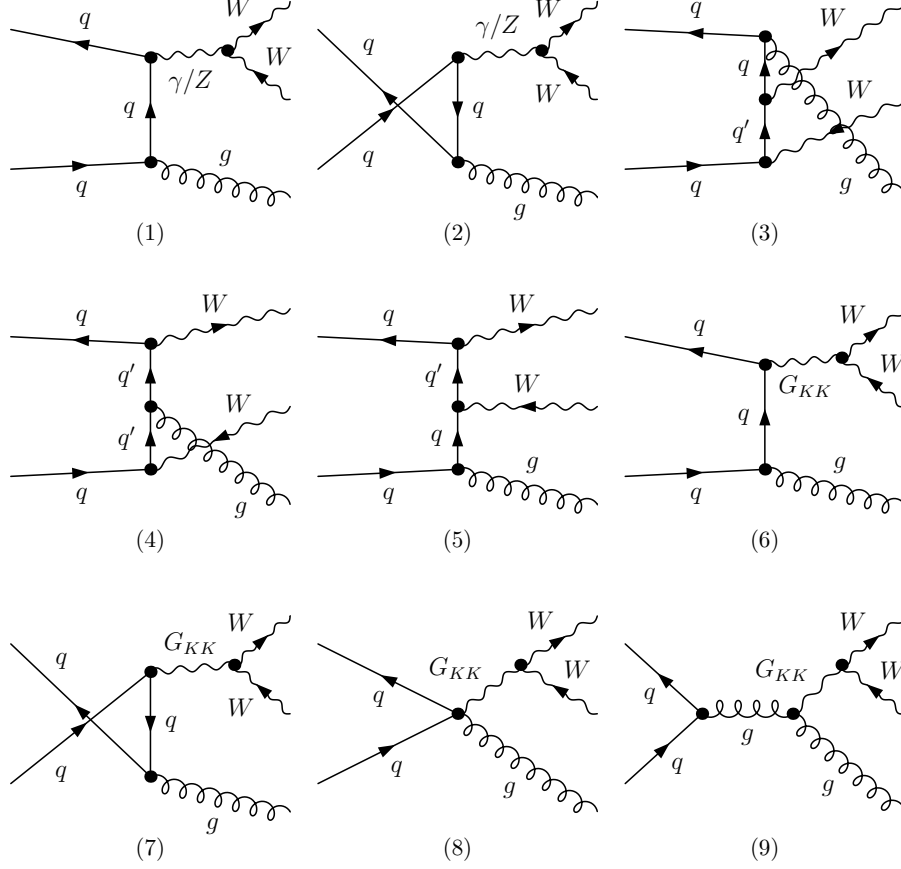 q γ/Z W W q g q
(1)
q γ/Z W W q q g
(2)
q W q W q′ q g
(3)
q W q′ W q′ q g
(4)
q W q′ W q q g
(5)
q W W G_KK q g q
(6)
q G_KK W W q q g
(7)
W G_KK W q q g
(8)
W G_KK W q g q g
(9)